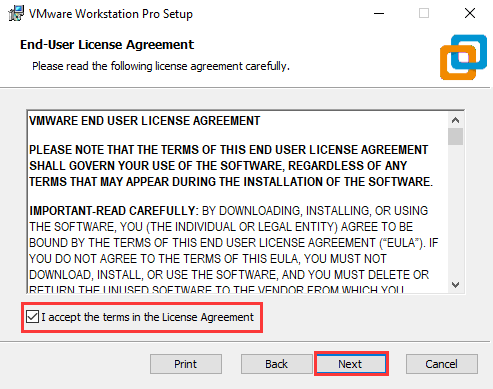 VMware Workstation Pro Setup
End-User License Agreement
Please read the following license agreement carefully.
VMWARE END USER LICENSE AGREEMENT
PLEASE NOTE THAT THE TERMS OF THIS END USER LICENSE AGREEMENT
SHALL GOVERN YOUR USE OF THE SOFTWARE, REGARDLESS OF ANY
TERMS THAT MAY APPEAR DURING THE INSTALLATION OF THE SOFTWARE.
IMPORTANT-READ CAREFULLY: BY DOWNLOADING, INSTALLING, OR USING
THE SOFTWARE, YOU (THE INDIVIDUAL OR LEGAL ENTITY) AGREE TO BE
BOUND BY THE TERMS OF THIS END USER LICENSE AGREEMENT (“EULA”). IF
YOU DO NOT AGREE TO THE TERMS OF THIS EULA, YOU MUST NOT
DOWNLOAD, INSTALL, OR USE THE SOFTWARE, AND YOU MUST DELETE OR
RETURN THE UNUSED SOFTWARE TO THE VENDOR FROM WHICH YOU
I accept the terms in the License Agreement
Print Back Next Cancel